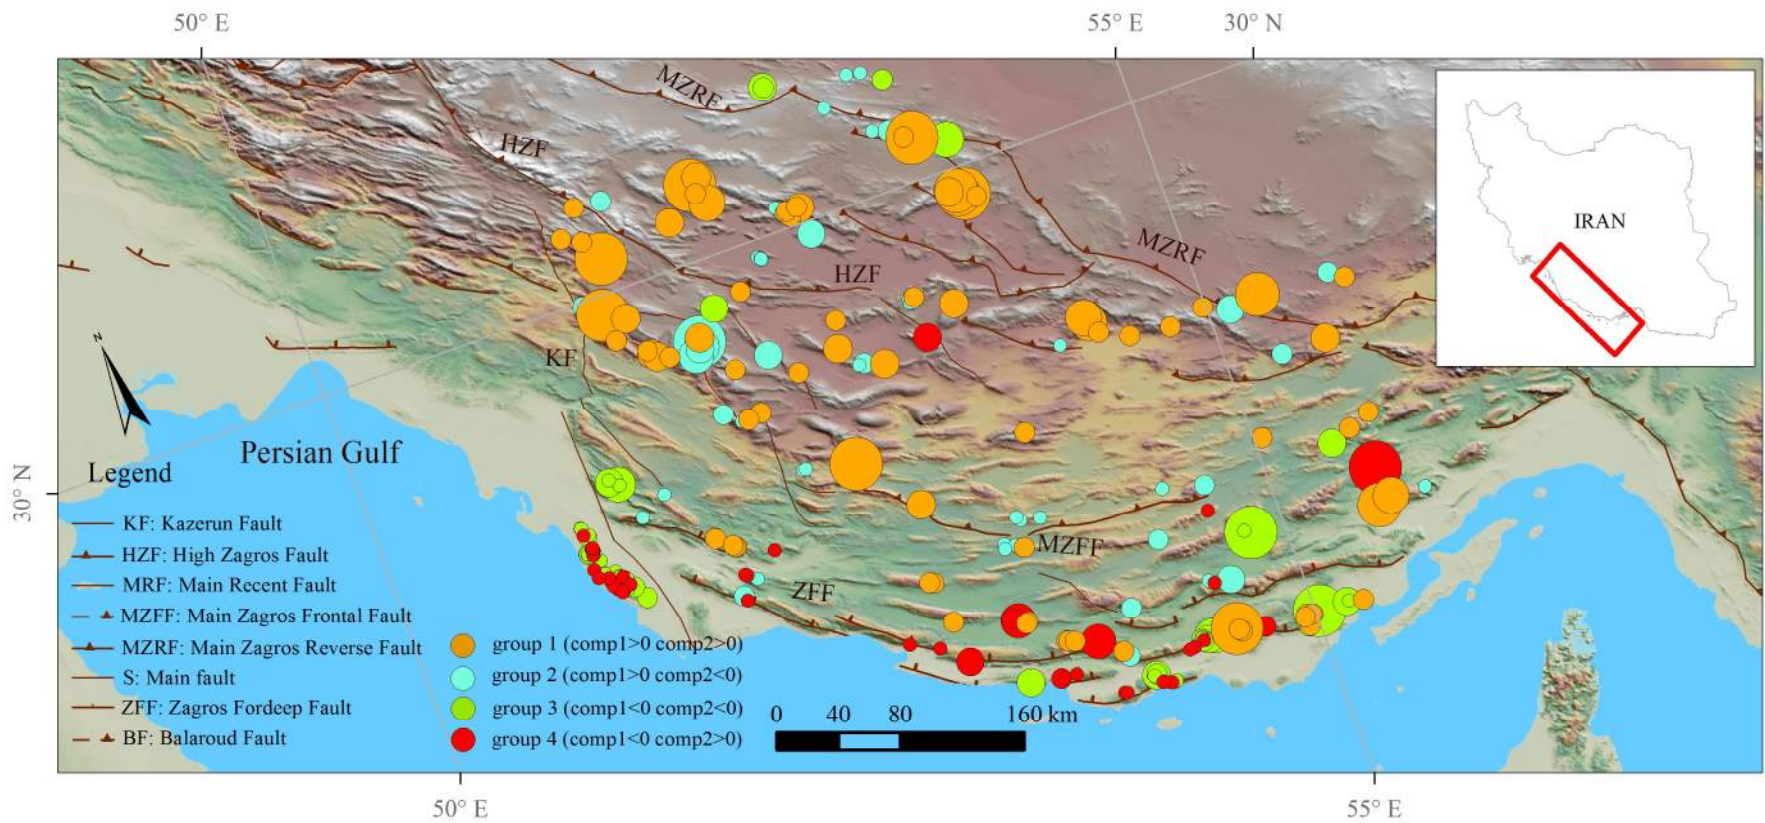 50° E
55° E
30° N
MZRF
HZF
MZRF
HZF
IRAN
KF
N
Persian Gulf
Legend
30° N
KF: Kazerun Fault
HZF: High Zagros Fault
MRF: Main Recent Fault
MZFF: Main Zagros Frontal Fault
MZRF: Main Zagros Reverse Fault
S: Main fault
ZFF: Zagros Fordeep Fault
BF: Balaroud Fault
MZFF
ZFF
group 1 (comp1>0 comp2>0)
group 2 (comp1>0 comp2<0)
group 3 (comp1<0 comp2<0)
group 4 (comp1<0 comp2>0)
0 40 80 160 km
50° E
55° E